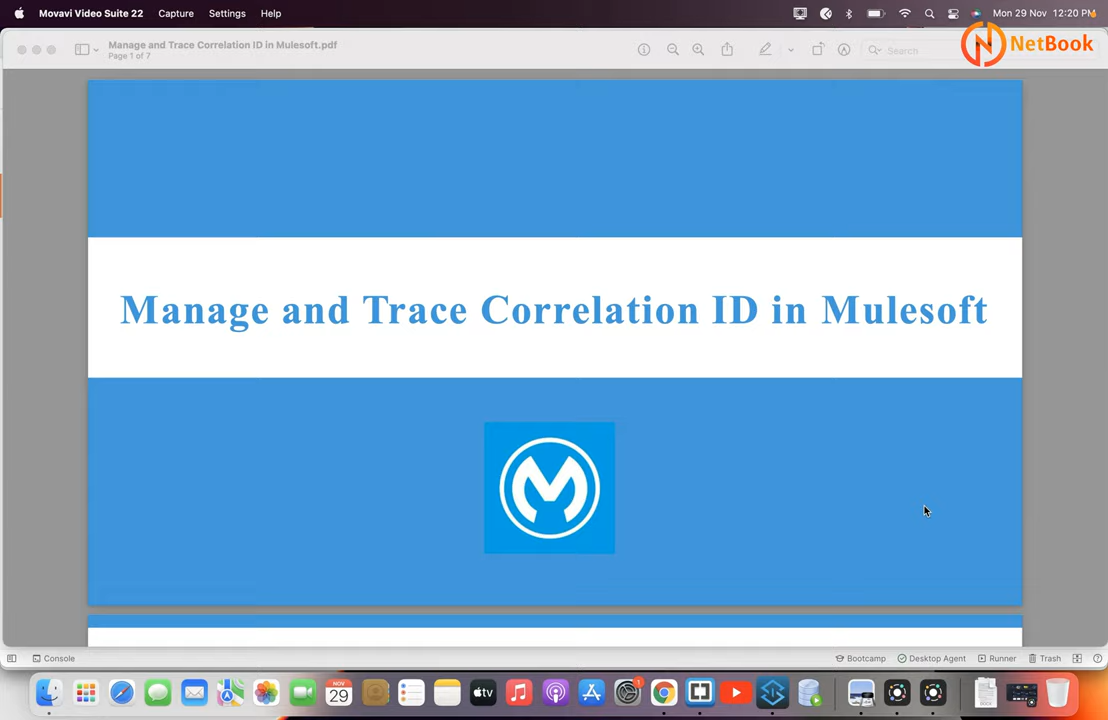 Movavi Video Suite 22 Capture Settings Help Mon 29 Nov 12:20 PM
Manage and Trace Correlation ID in Mulesoft.pdf
Page 1 of 7
Search
NetBook
Manage and Trace Correlation ID in Mulesoft
Console Bootcamp Desktop Agent Runner Trash
NOV
29
tv
1